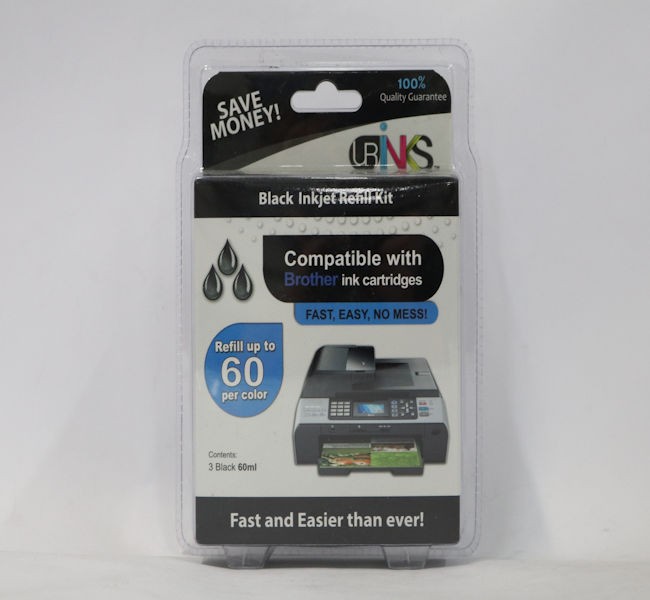 SAVE
MONEY!
100%
Quality Guarantee
URINKS
Black Inkjet Refill Kit
Compatible with
Brother ink cartridges
FAST, EASY, NO MESS!
Refill up to
60
per color
Contents:
3 Black 60ml
Fast and Easier than ever!